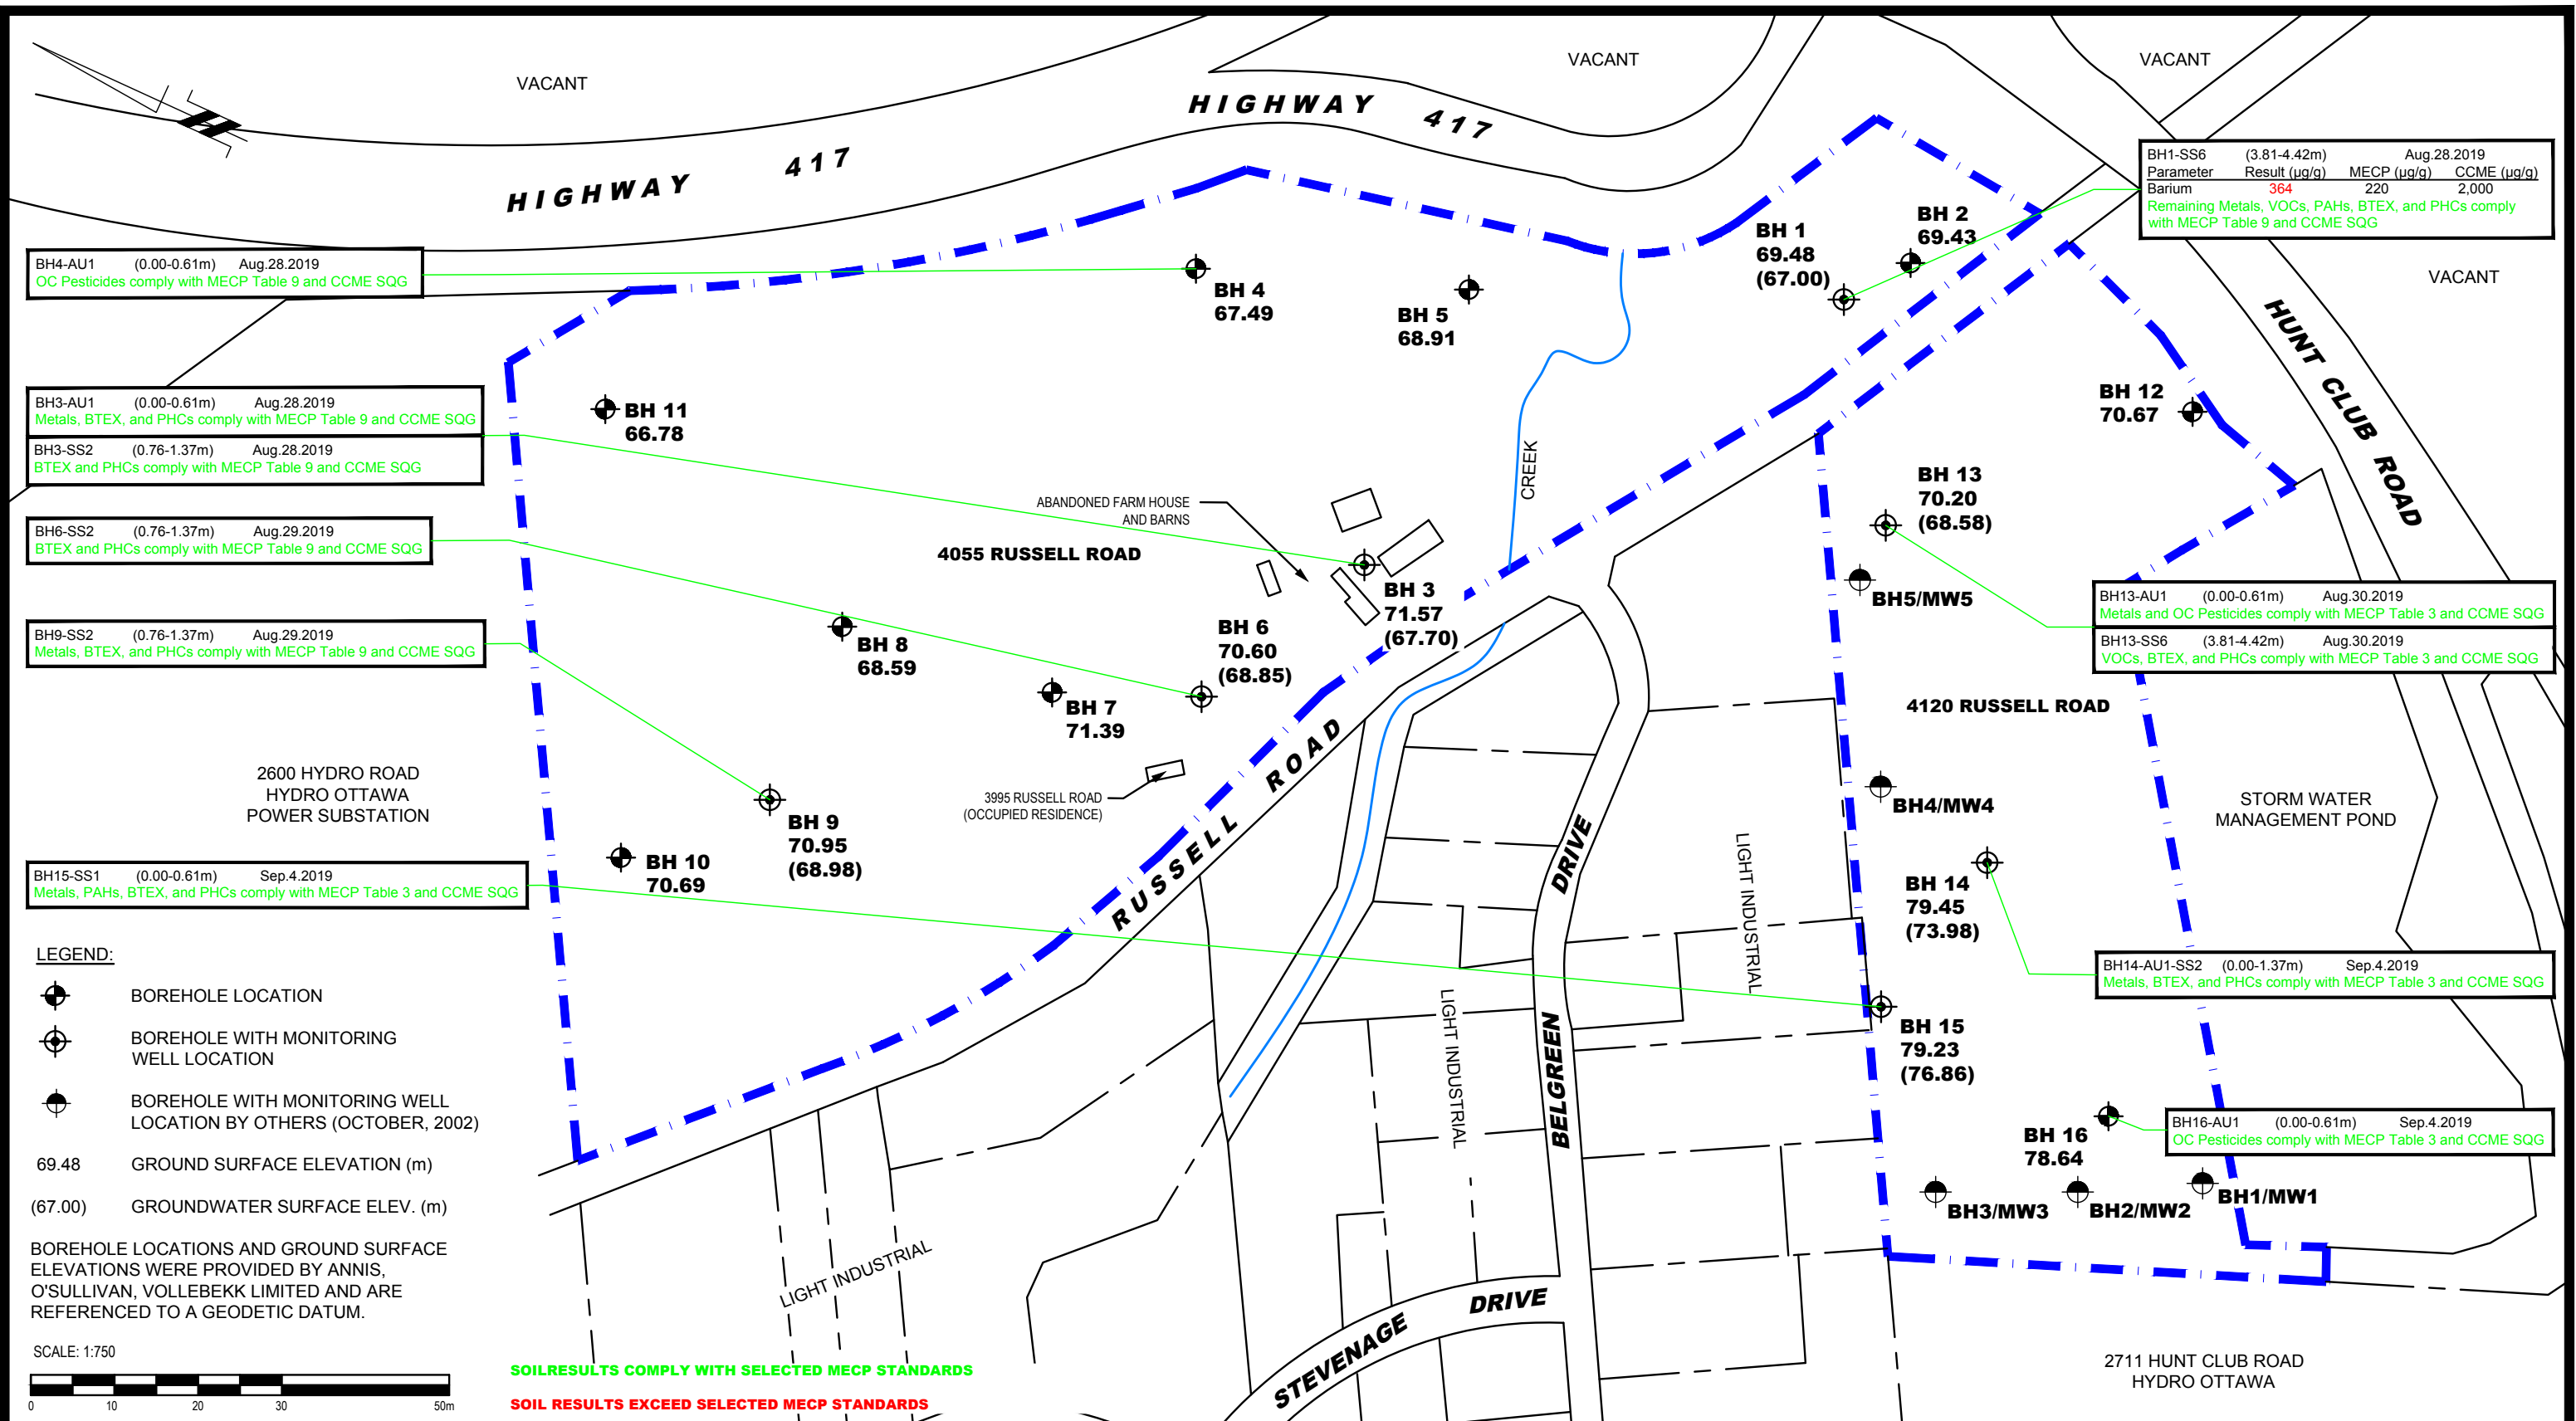 VACANT
VACANT
VACANT
HIGHWAY 417
HIGHWAY 417
BH1-SS6 (3.81-4.42m) Aug.28.2019
Parameter Result (µg/g) MECP (µg/g) CCME (µg/g)
Barium 364 220 2,000
Remaining Metals, VOCs, PAHs, BTEX, and PHCs comply
with MECP Table 9 and CCME SQG
VACANT
BH 2
69.43
BH 1
69.48
(67.00)
BH4-AU1 (0.00-0.61m) Aug.28.2019
OC Pesticides comply with MECP Table 9 and CCME SQG
BH 4
67.49
BH 5
68.91
HUNT CLUB ROAD
BH3-AU1 (0.00-0.61m) Aug.28.2019
Metals, BTEX, and PHCs comply with MECP Table 9 and CCME SQG
BH3-SS2 (0.76-1.37m) Aug.28.2019
BTEX and PHCs comply with MECP Table 9 and CCME SQG
BH 11
66.78
BH 12
70.67
CREEK
ABANDONED FARM HOUSE
AND BARNS
BH 13
70.20
(68.58)
BH6-SS2 (0.76-1.37m) Aug.29.2019
BTEX and PHCs comply with MECP Table 9 and CCME SQG
4055 RUSSELL ROAD
BH 3
71.57
(67.70)
BH5/MW5
BH13-AU1 (0.00-0.61m) Aug.30.2019
Metals and OC Pesticides comply with MECP Table 3 and CCME SQG
BH13-SS6 (3.81-4.42m) Aug.30.2019
VOCs, BTEX, and PHCs comply with MECP Table 3 and CCME SQG
BH9-SS2 (0.76-1.37m) Aug.29.2019
Metals, BTEX, and PHCs comply with MECP Table 9 and CCME SQG
BH 8
68.59
BH 6
70.60
(68.85)
BH 7
71.39
4120 RUSSELL ROAD
2600 HYDRO ROAD
HYDRO OTTAWA
POWER SUBSTATION
3995 RUSSELL ROAD
(OCCUPIED RESIDENCE)
RUSSELL ROAD
BH4/MW4
STORM WATER
MANAGEMENT POND
BH 9
70.95
(68.98)
BH 10
70.69
BH15-SS1 (0.00-0.61m) Sep.4.2019
Metals, PAHs, BTEX, and PHCs comply with MECP Table 3 and CCME SQG
BELGREEN DRIVE
LIGHT INDUSTRIAL
BH 14
79.45
(73.98)
BH14-AU1-SS2 (0.00-1.37m) Sep.4.2019
Metals, BTEX, and PHCs comply with MECP Table 3 and CCME SQG
LEGEND:
BOREHOLE LOCATION
BOREHOLE WITH MONITORING
WELL LOCATION
BOREHOLE WITH MONITORING WELL
LOCATION BY OTHERS (OCTOBER, 2002)
69.48 GROUND SURFACE ELEVATION (m)
(67.00) GROUNDWATER SURFACE ELEV. (m)
LIGHT INDUSTRIAL
BH 15
79.23
(76.86)
BH 16
78.64
BH16-AU1 (0.00-0.61m) Sep.4.2019
OC Pesticides comply with MECP Table 3 and CCME SQG
BH3/MW3
BH2/MW2
BH1/MW1
BOREHOLE LOCATIONS AND GROUND SURFACE
ELEVATIONS WERE PROVIDED BY ANNIS,
O'SULLIVAN, VOLLEBEKK LIMITED AND ARE
REFERENCED TO A GEODETIC DATUM.
LIGHT INDUSTRIAL
STEVENAGE DRIVE
SCALE: 1:750
0 10 20 30 50m
SOILRESULTS COMPLY WITH SELECTED MECP STANDARDS
SOIL RESULTS EXCEED SELECTED MECP STANDARDS
2711 HUNT CLUB ROAD
HYDRO OTTAWA